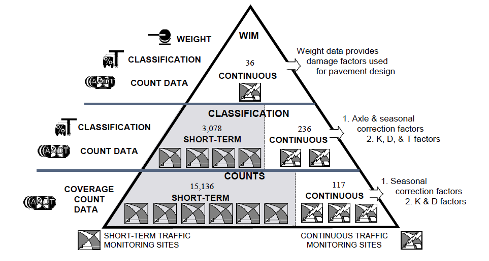 WIM
WEIGHT
CLASSIFICATION
COUNT DATA
36
CONTINUOUS
Weight data provides
damage factors used
for pavement design
CLASSIFICATION
CLASSIFICATION
COUNT DATA
3,078
SHORT-TERM
236
CONTINUOUS
1. Axle & seasonal
correction factors
2. K, D, & T factors
COUNTS
COVERAGE
COUNT
DATA
15,136
SHORT-TERM
117
CONTINUOUS
1. Seasonal
correction factors
2. K & D factors
SHORT-TERM TRAFFIC
MONITORING SITES
CONTINUOUS TRAFFIC
MONITORING SITES